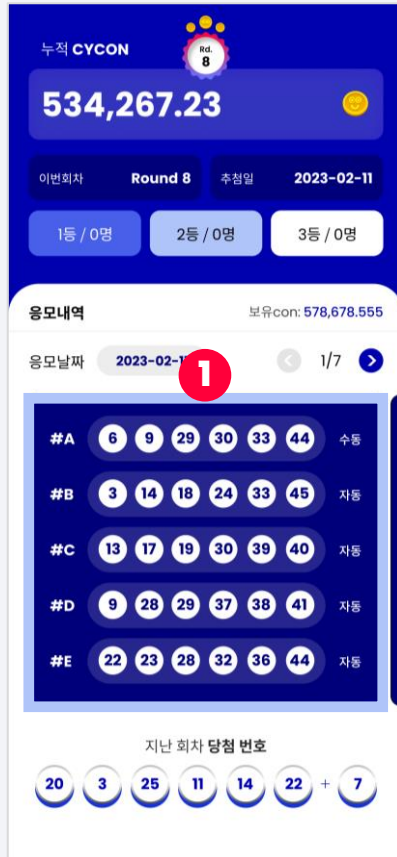 누적 CYCON
Rd.
8
534,267.23
이번회차 Round 8 추첨일 2023-02-11
1등 / 0명 2등 / 0명 3등 / 0명
응모내역 보유con: 578,678.555
응모날짜 1/7
1
#A 6 9 29 30 33 44 수동
#B 3 14 18 24 33 45 자동
#C 13 17 19 30 39 40 자동
#D 9 28 29 37 38 41 자동
#E 22 23 28 32 36 44 자동
지난 회차 당첨 번호
20 3 25 11 14 22 + 7